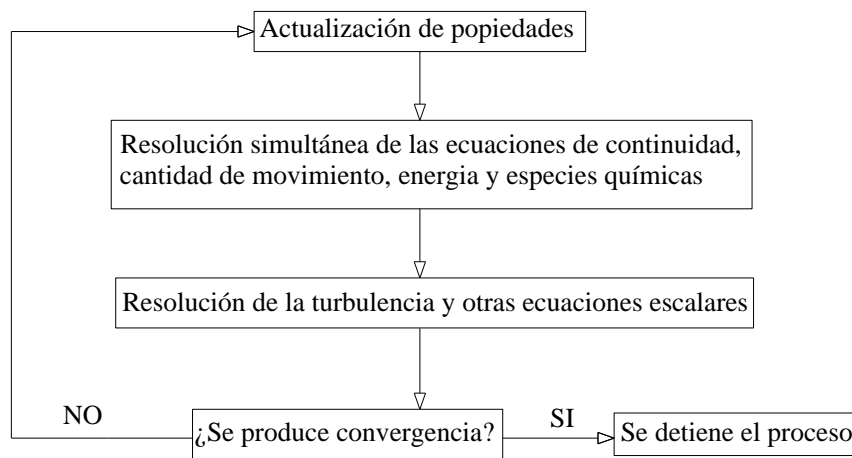 Actualización de popiedades
Resolución simultánea de las ecuaciones de continuidad,
cantidad de movimiento, energia y especies químicas
Resolución de la turbulencia y otras ecuaciones escalares
NO
¿Se produce convergencia?
SI
Se detiene el proceso